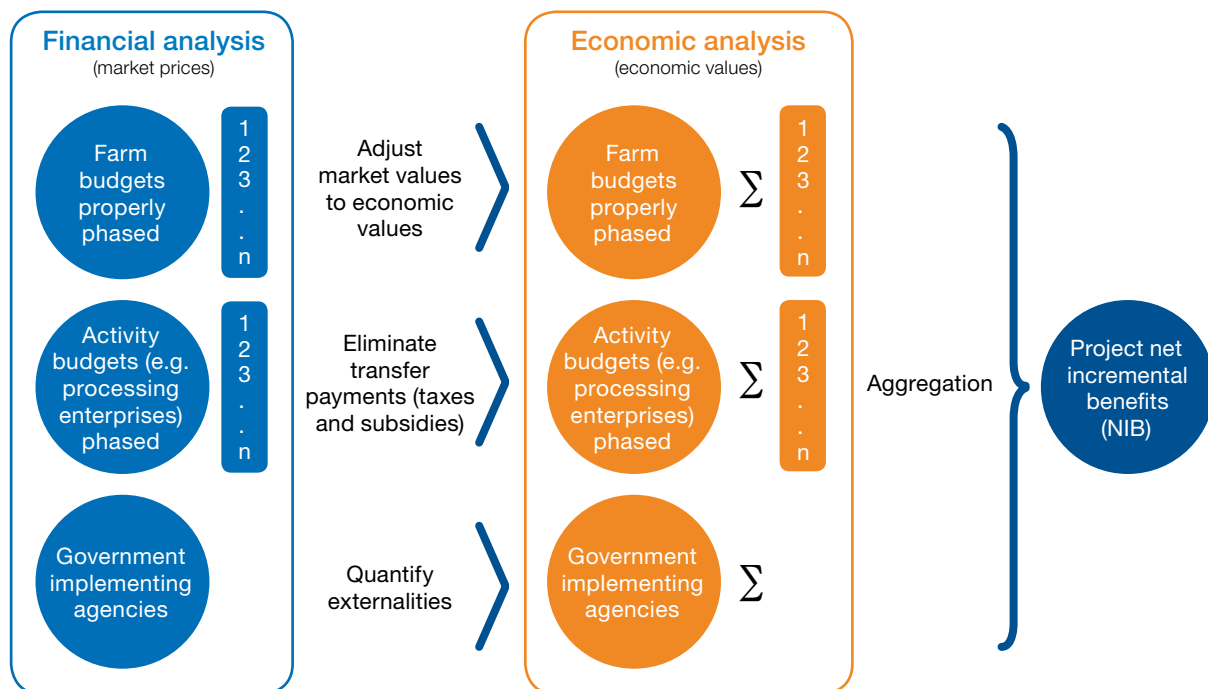 Financial analysis
(market prices)
Farm
budgets
properly
phased
1
2
3
.
.
n
Activity
budgets (e.g.
processing
enterprises)
phased
1
2
3
.
.
n
Government
implementing
agencies
Adjust
market values
to economic
values
Eliminate
transfer
payments (taxes
and subsidies)
Quantify
externalities
Economic analysis
(economic values)
Farm
budgets
properly
phased
∑
1
2
3
.
.
n
Activity
budgets (e.g.
processing
enterprises)
phased
∑
1
2
3
.
.
n
Government
implementing
agencies
∑
Aggregation
Project net
incremental
benefits
(NIB)